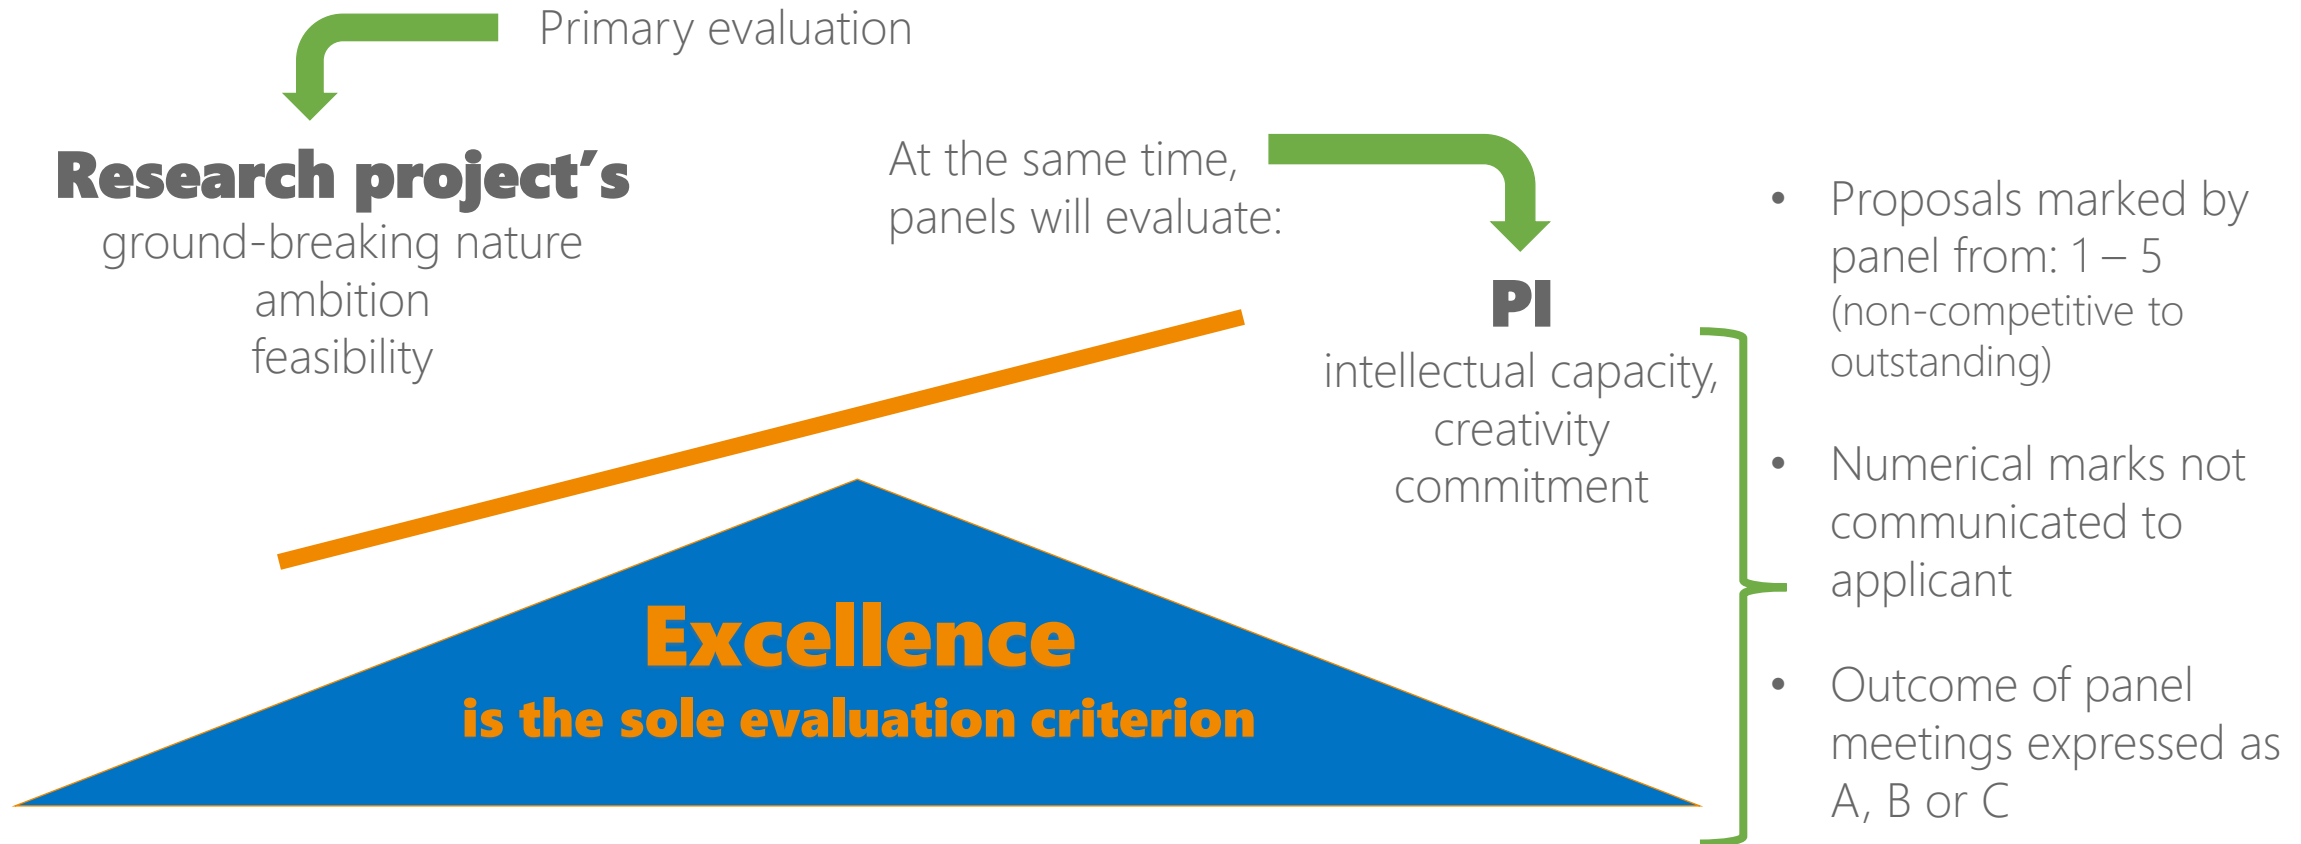 Primary evaluation
Research project’s
ground-breaking nature
ambition
feasibility
At the same time,
panels will evaluate:
PI
intellectual capacity,
creativity
commitment
Excellence
is the sole evaluation criterion
• Proposals marked by
panel from: 1 – 5
(non-competitive to
outstanding)
• Numerical marks not
communicated to
applicant
• Outcome of panel
meetings expressed as
A, B or C